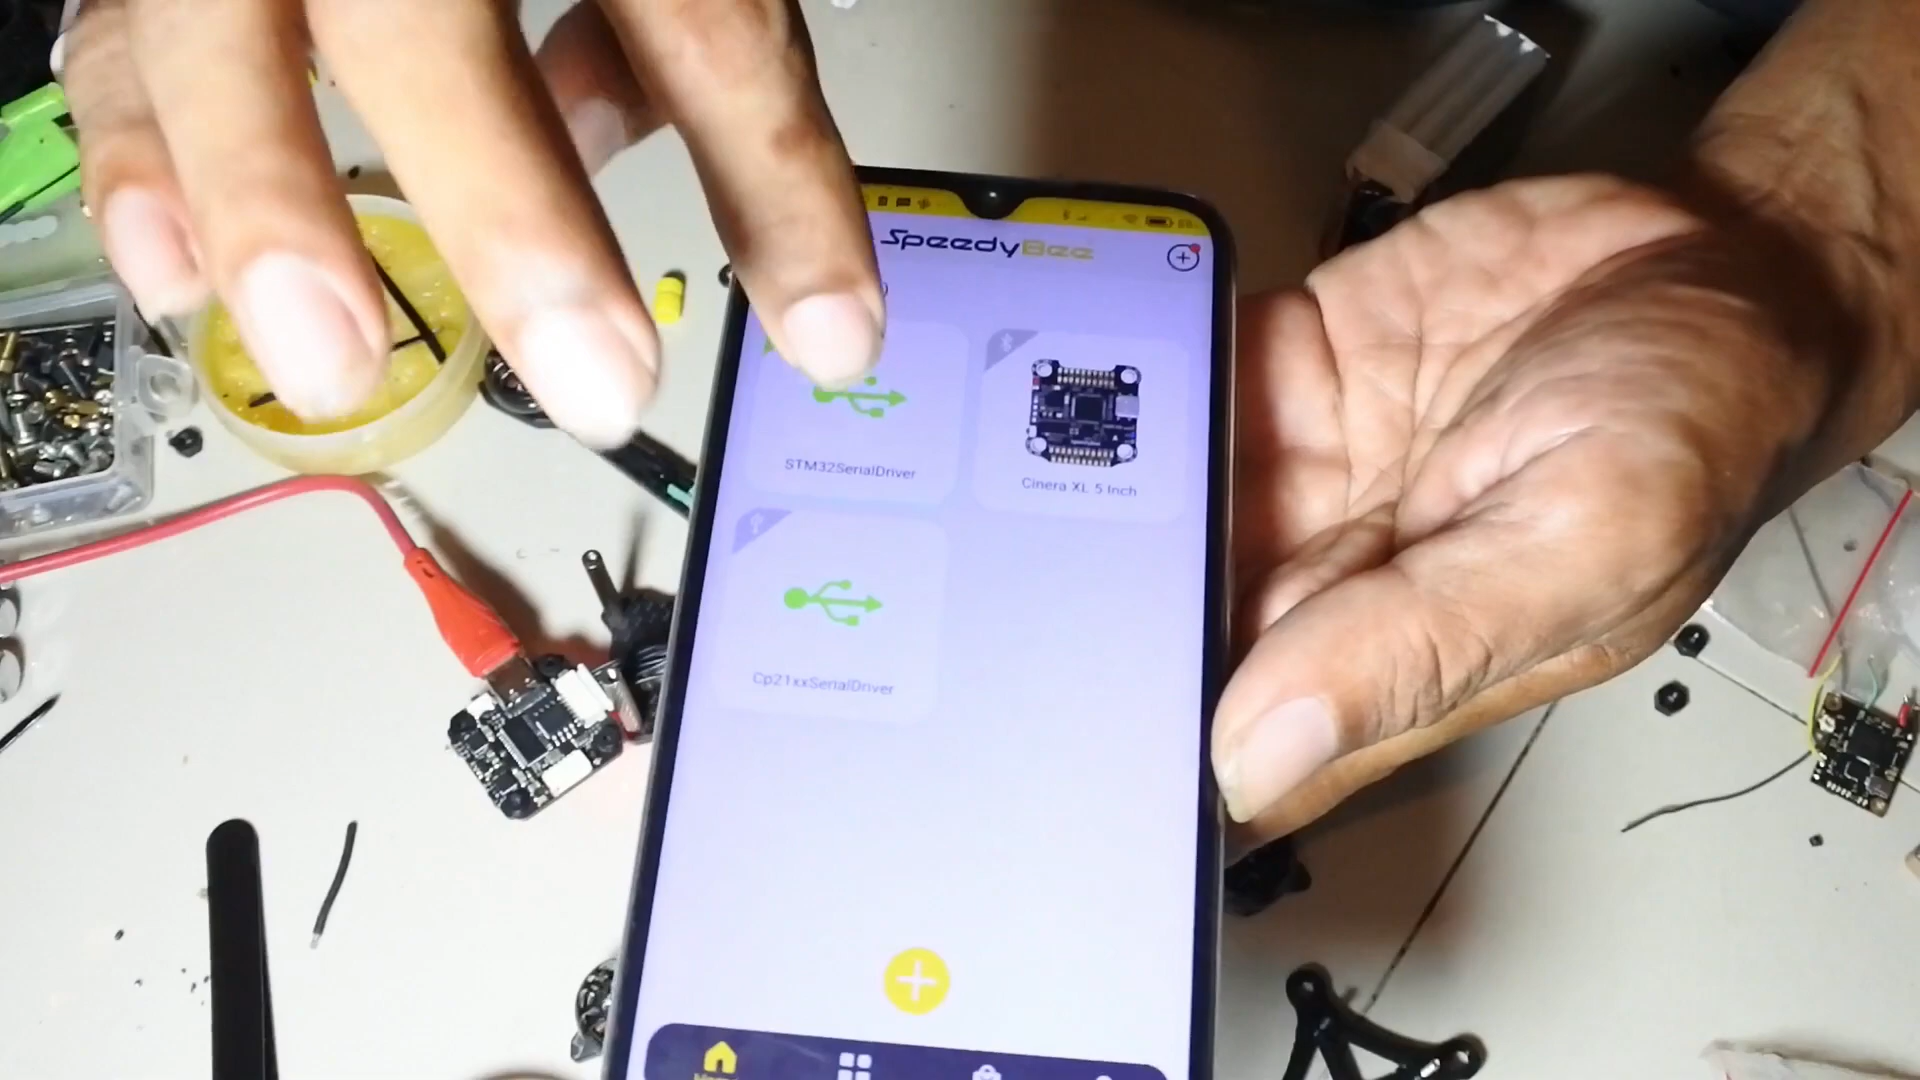 SpeedyBee
STM32SerialDriver
Cinera XL 5 Inch
Cp21xxSerialDriver